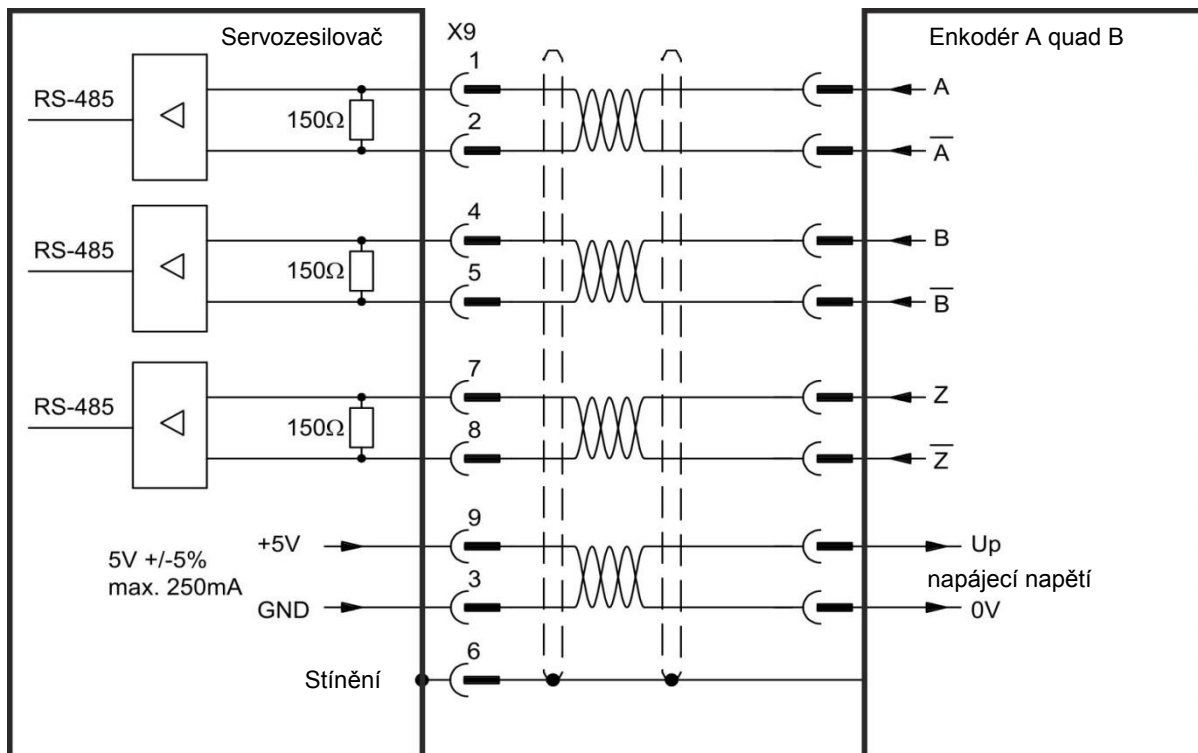 Servozesilovač
X9
Enkodér A quad B
1
RS-485
150Ω
2
A
A̅
4
RS-485
150Ω
5
B
B̅
7
RS-485
150Ω
8
Z
Z̅
9
5V +/-5%
max. 250mA
+5V
GND
3
Up
napájecí napětí
0V
6
Stínění